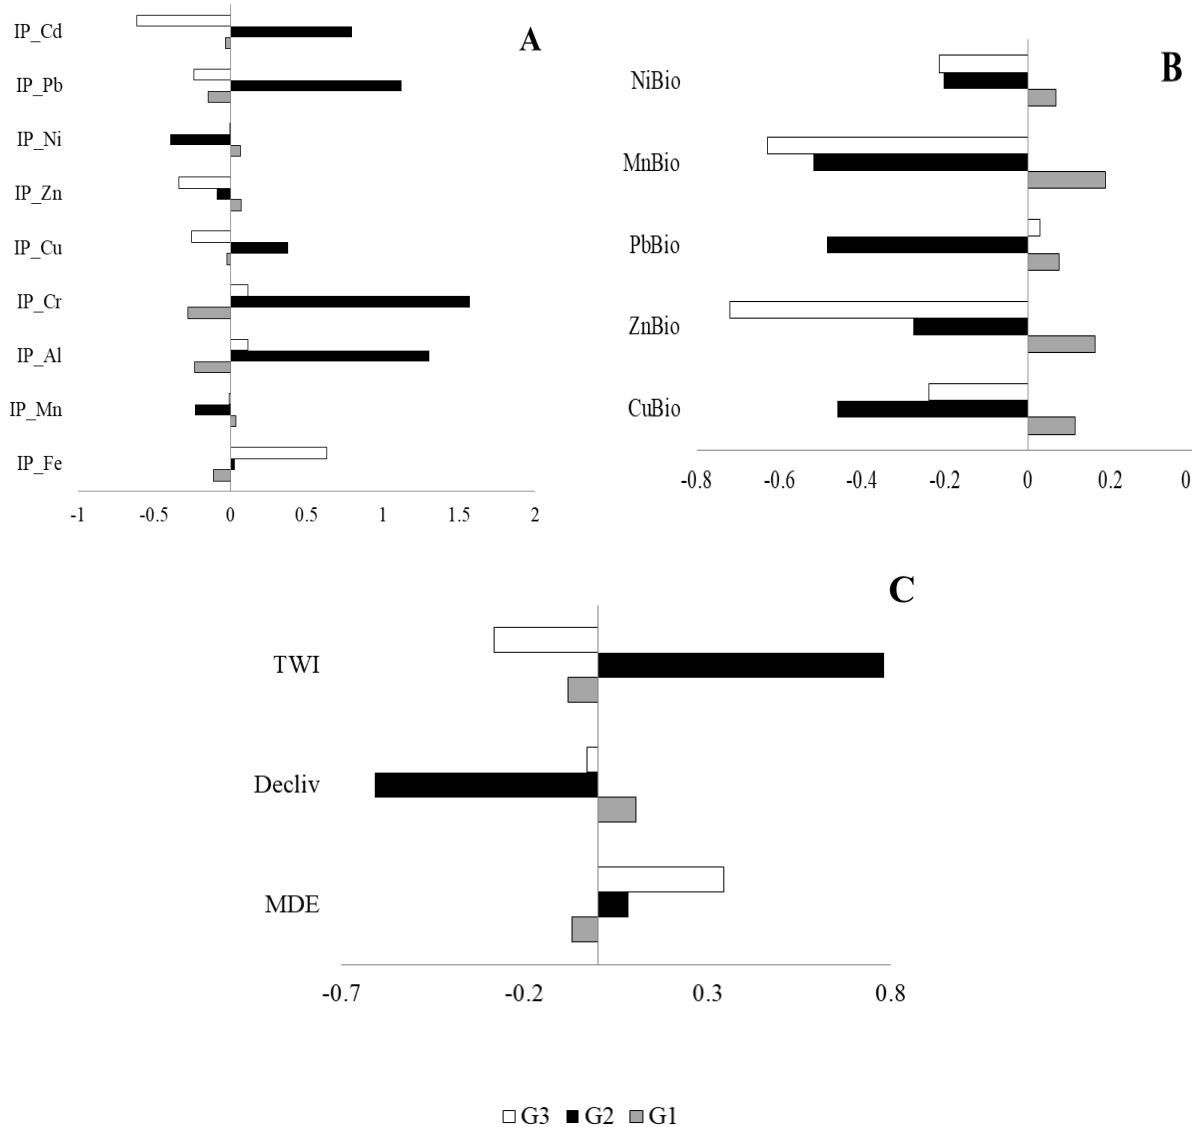 A
IP_Cd
IP_Pb
IP_Ni
IP_Zn
IP_Cu
IP_Cr
IP_Al
IP_Mn
IP_Fe
-1 -0.5 0 0.5 1 1.5 2
B
NiBio
MnBio
PbBio
ZnBio
CuBio
-0.8 -0.6 -0.4 -0.2 0 0.2 0
C
TWI
Decliv
MDE
-0.7 -0.2 0.3 0.8
G3 G2 G1